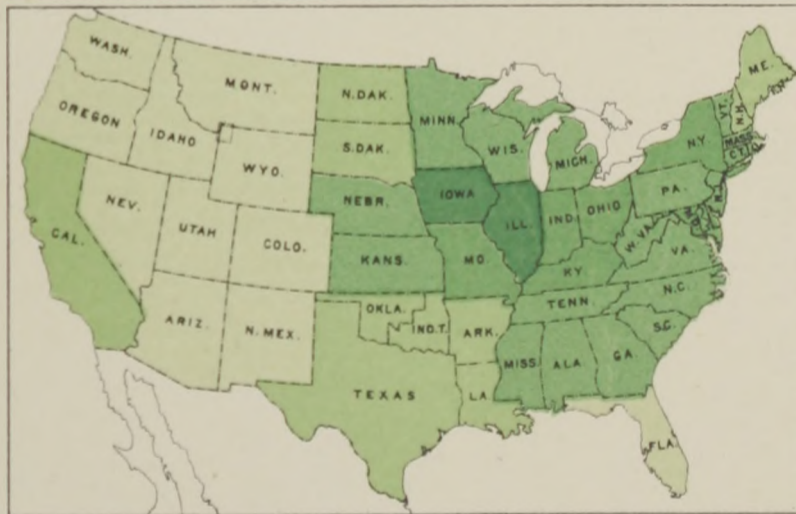 WASH.
MONT.
N.DAK.
MINN.
ME.
OREGON
IDAHO
S.DAK.
WIS.
MICH.
VT.
N.H.
N.Y.
MASS.
WYO.
NEV.
UTAH
COLO.
NEBR.
IOWA
ILL.
IND.
OHIO
PA.
CAL.
KANS.
MO.
KY.
W.VA.
VA.
ARIZ.
N.MEX.
OKLA.
IND.T.
ARK.
TENN.
N.C.
S.C.
MISS.
ALA.
GA.
TEXAS
LA.
FLA.